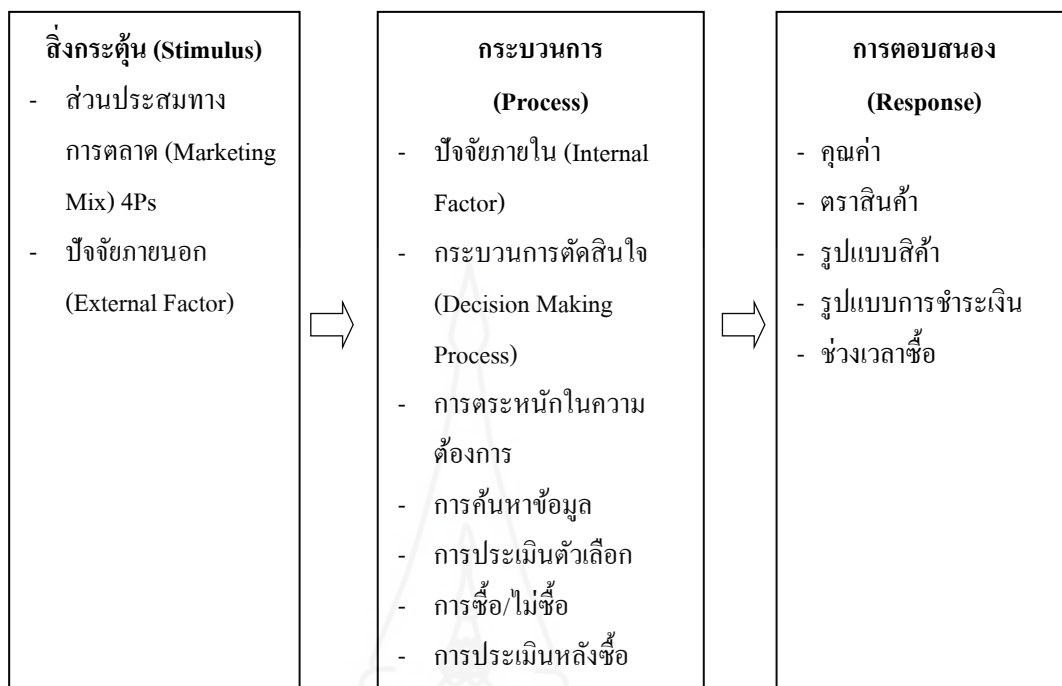 สิ่งกระตุ้น (Stimulus)
- ส่วนประสมทาง
การตลาด (Marketing
Mix) 4Ps
- ปัจจัยภายนอก
(External Factor)
กระบวนการ
(Process)
- ปัจจัยภายใน (Internal
Factor)
- กระบวนการตัดสินใจ
(Decision Making
Process)
- การตระหนักในความ
ต้องการ
- การค้นหาข้อมูล
- การประเมินตัวเลือก
- การซื้อ/ไม่ซื้อ
- การประเมินหลังซื้อ
การตอบสนอง
(Response)
- คุณค่า
- ตราสินค้า
- รูปแบบสิค้า
- รูปแบบการชำระเงิน
- ช่วงเวลาซื้อ